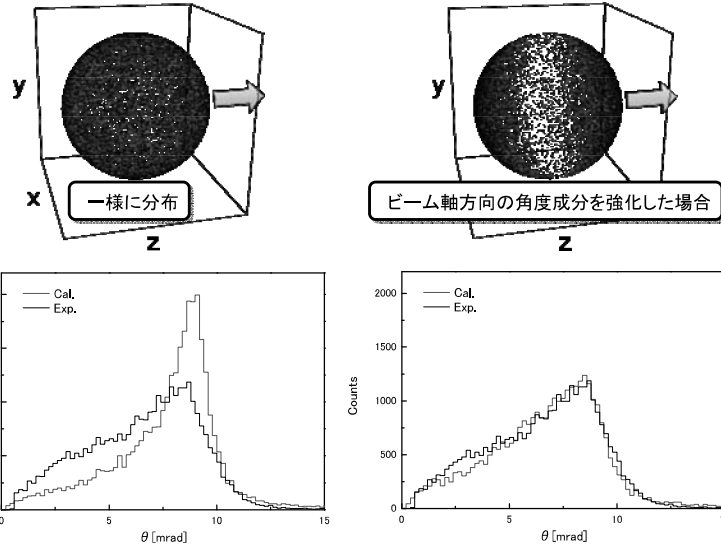 y
x
z
一様に分布
y
z
ビーム軸方向の角度成分を強化した場合
Cal.
Exp.
0
5
10
15
θ [mrad]
Cal.
Exp.
Counts
2000
1500
1000
500
0
0
5
10
θ [mrad]